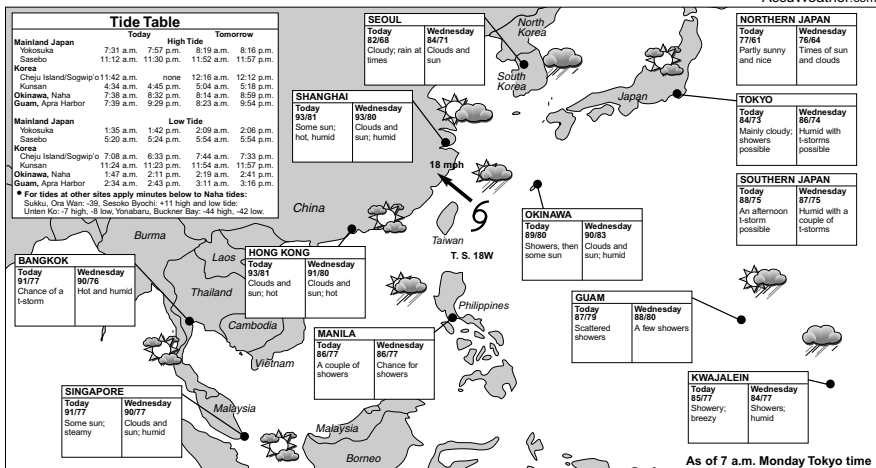 AccuWeather.com
Tide Table
Today Tomorrow
Mainland Japan High Tide
Yokosuka 7:31 a.m. 7:57 p.m. 8:19 a.m. 8:16 p.m.
Sasebo 11:12 a.m. 11:30 p.m. 11:52 a.m. 11:57 p.m.
Korea
Cheju Island/Sogwip'o 11:42 a.m. none 12:16 a.m. 12:12 p.m.
Kunsan 4:34 a.m. 4:45 p.m. 5:04 a.m. 5:18 p.m.
Okinawa, Naha 7:38 a.m. 8:32 p.m. 8:14 a.m. 8:59 p.m.
Guam, Apra Harbor 7:39 a.m. 9:29 p.m. 8:23 a.m. 9:54 p.m.
Mainland Japan Low Tide
Yokosuka 1:35 a.m. 1:42 p.m. 2:09 a.m. 2:06 p.m.
Sasebo 5:20 a.m. 5:24 p.m. 5:54 a.m. 5:54 p.m.
Korea
Cheju Island/Sogwip'o 7:08 a.m. 6:33 p.m. 7:44 a.m. 7:33 p.m.
Kunsan 11:24 a.m. 11:23 p.m. 11:54 a.m. 11:57 p.m.
Okinawa, Naha 1:47 a.m. 2:11 p.m. 2:19 a.m. 2:41 p.m.
Guam, Apra Harbor 2:34 a.m. 2:43 p.m. 3:11 a.m. 3:16 p.m.
• For tides at other sites apply minutes below to Naha tides:
Sukku, Ora Wan: -39, Sesoko Byochi: +11 high and low tide:
Unten Ko: -7 high, -8 low, Yonabaru, Buckner Bay: -44 high, -42 low.
SEOUL
Today Wednesday
82/68 84/71
Cloudy; rain at Clouds and
times sun
North
Korea
South
Korea
NORTHERN JAPAN
Today Wednesday
77/61 76/64
Partly sunny Times of sun
and nice and clouds
Japan
SHANGHAI
Today Wednesday
93/81 93/80
Some sun; Clouds and
hot, humid sun; humid
TOKYO
Today Wednesday
84/73 86/74
Mainly cloudy; Humid with
showers t-storms
possible possible
18 mph
SOUTHERN JAPAN
Today Wednesday
88/75 87/75
An afternoon Humid with a
t-storm couple of
possible t-storms
China
OKINAWA
Today Wednesday
89/80 90/83
Showers, then Clouds and
some sun sun; humid
Taiwan
T. S. 18W
Burma
Laos
HONG KONG
Today Wednesday
93/81 91/80
Clouds and Clouds and
sun; hot sun; hot
BANGKOK
Today Wednesday
91/77 90/76
Chance of a Hot and humid
t-storm
Thailand
Cambodia
Vietnam
Philippines
GUAM
Today Wednesday
87/79 88/80
Scattered A few showers
showers
MANILA
Today Wednesday
86/77 86/77
A couple of Chance for
showers showers
KWAJALEIN
Today Wednesday
85/77 84/77
Showery; Showers;
breezy humid
SINGAPORE
Today Wednesday
91/77 90/77
Some sun; Clouds and
steamy sun; humid
Malaysia
Malaysia
Borneo
As of 7 a.m. Monday Tokyo time